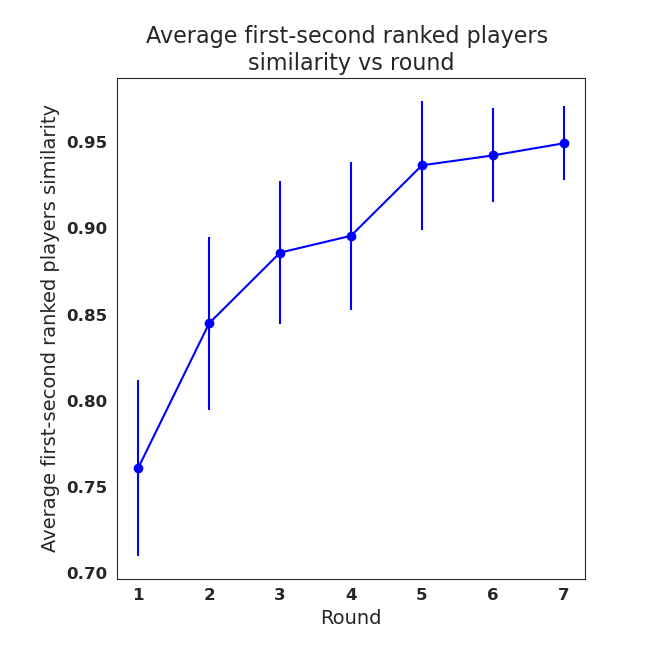 Average first-second ranked players
similarity vs round
Average first-second ranked players similarity
0.95
0.90
0.85
0.80
0.75
0.70
1 2 3 4 5 6 7
Round